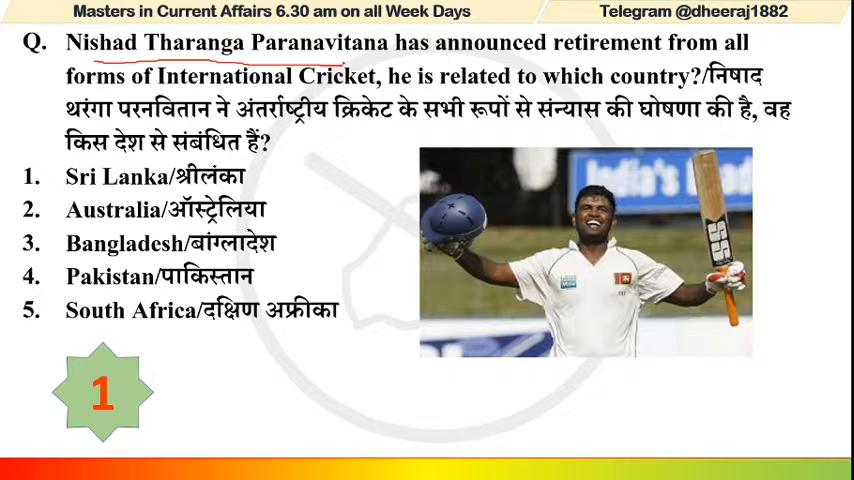 Masters in Current Affairs 6.30 am on all Week Days
Telegram @dheeraj1882
Q. Nishad Tharanga Paranavitana has announced retirement from all
forms of International Cricket, he is related to which country?/निषाद
थरंगा परनवितान ने अंतर्राष्ट्रीय क्रिकेट के सभी रूपों से संन्यास की घोषणा की है, वह
किस देश से संबंधित हैं?
1. Sri Lanka/श्रीलंका
2. Australia/ऑस्ट्रेलिया
3. Bangladesh/बांग्लादेश
4. Pakistan/पाकिस्तान
5. South Africa/दक्षिण अफ्रीका
India's
SS
1